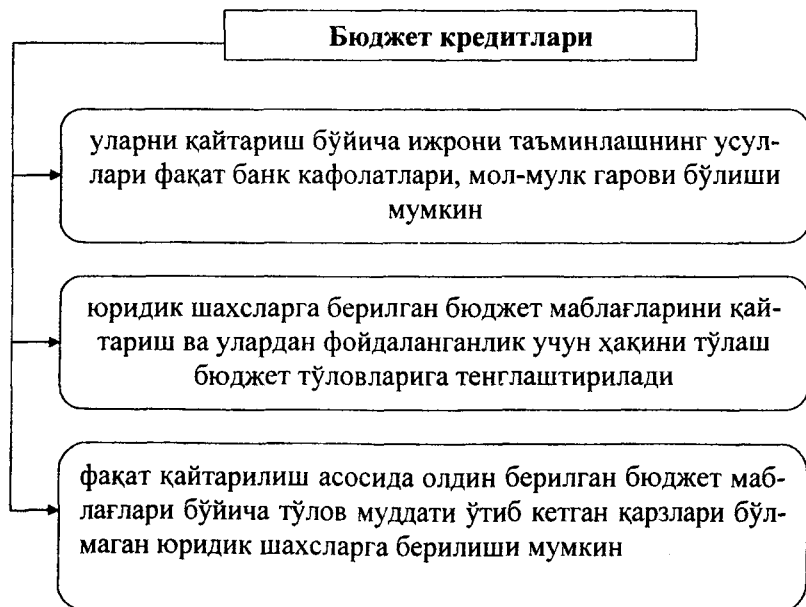 Бюджет кредитлари
уларни қайтариш бўйича ижрони таъминлашнинг усул-
лари фақат банк кафолатлари, мол-мулк гарови бўлиши
мумкин
юридик шахсларга берилган бюджет маблағларини қай-
тариш ва улардан фойдаланганлик учун ҳақини тўлаш
бюджет тўловларига тенглаштирилади
фақат қайтарилиш асосида олдин берилган бюджет маб-
лағлари бўйича тўлов муддати ўтиб кетган қарзлари бўл-
маган юридик шахсларга берилиши мумкин